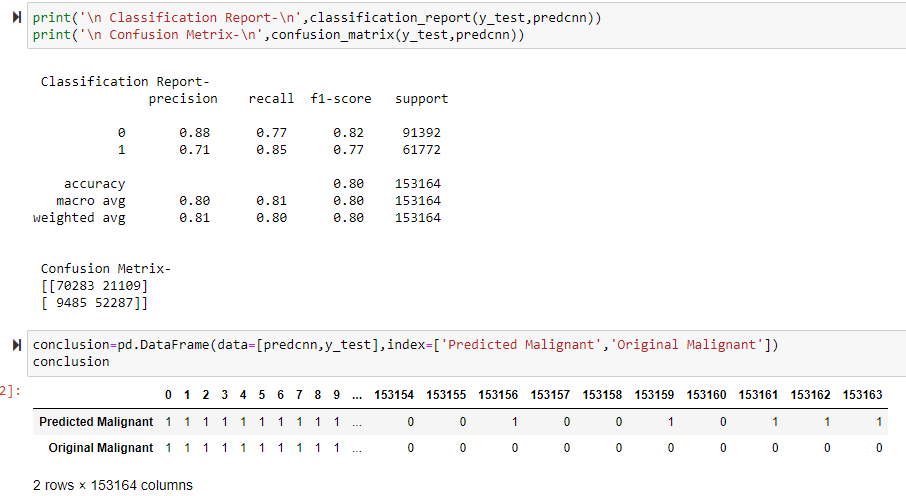 print('\n Classification Report-\n',classification_report(y_test,predcnn))
print('\n Confusion Metrix-\n',confusion_matrix(y_test,predcnn))
Classification Report-
precision recall f1-score support
0 0.88 0.77 0.82 91392
1 0.71 0.85 0.77 61772
accuracy 0.80 153164
macro avg 0.80 0.81 0.80 153164
weighted avg 0.81 0.80 0.80 153164
Confusion Metrix-
[[70283 21109]
[ 9485 52287]]
conclusion=pd.DataFrame(data=[predcnn,y_test],index=['Predicted Malignant','Original Malignant'])
conclusion
2]:
0 1 2 3 4 5 6 7 8 9 ... 153154 153155 153156 153157 153158 153159 153160 153161 153162 153163
Predicted Malignant 1 1 1 1 1 1 1 1 1 1 ... 0 0 1 0 0 1 0 1 1 1
Original Malignant 1 1 1 1 1 1 1 1 1 1 ... 0 0 0 0 0 0 0 0 0 0
2 rows × 153164 columns